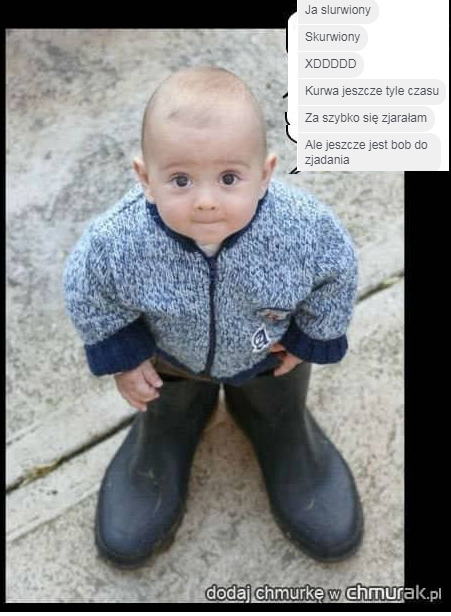 Ja slurwiony
Skurwiony
XDDDDD
Kurwa jeszcze tyle czasu
Za szybko się zjarałam
Ale jeszcze jest bob do
zjadania
dodaj chmurkę w chmurak.pl